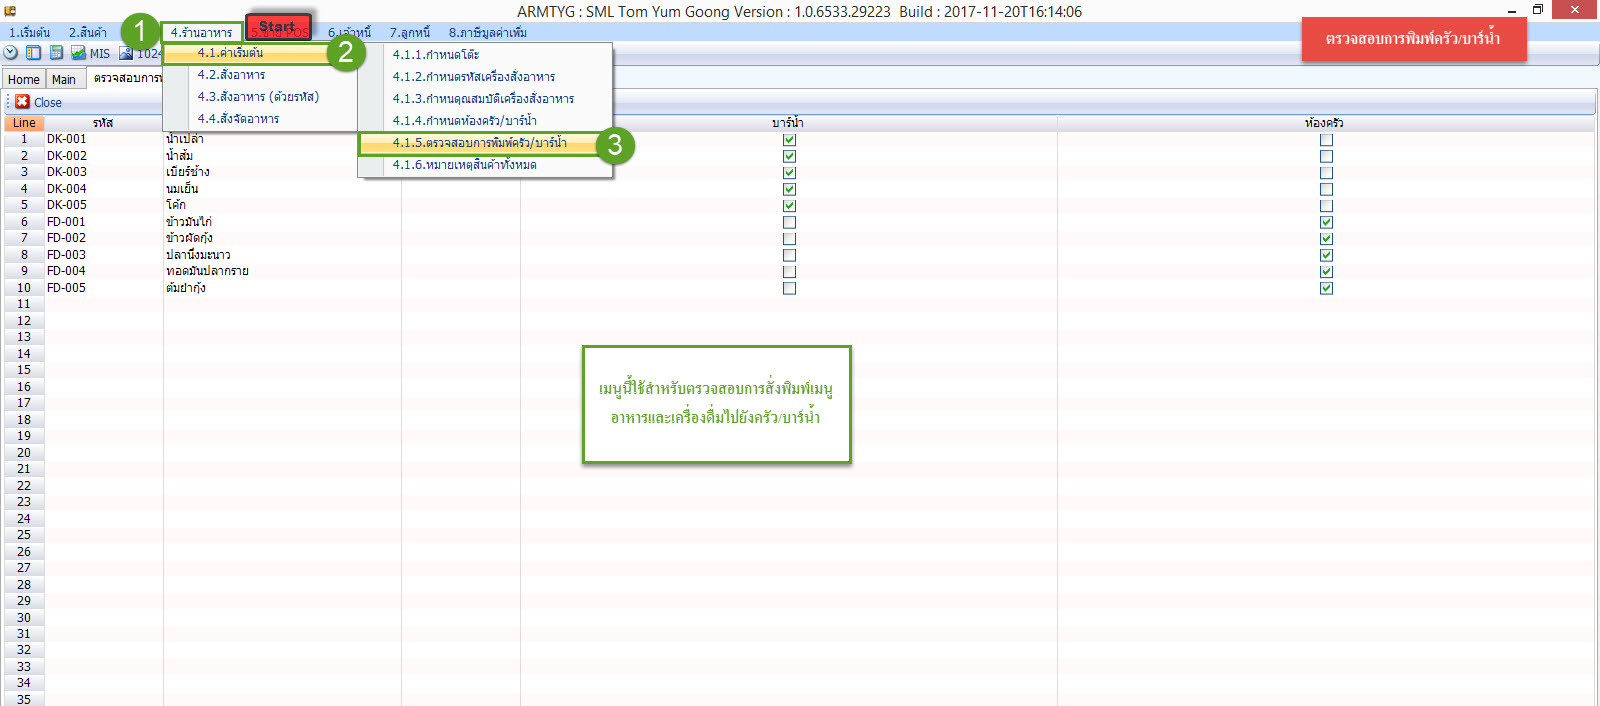 ARMTYG : SML Tom Yum Goong Version : 1.0.6533.29223 Build : 2017-11-20T16:14:06
1.เริ่มต้น 2.สินค้า 1 4.ร้านอาหาร Start 6.เจ้าหนี้ 7.ลูกหนี้ 8.ภาษีมูลค่าเพิ่ม
ตรวจสอบการพิมพ์ครัว/บาร์น้ำ
MIS 1024
4.1.ค่าเริ่มต้น 2
4.2.สั่งอาหาร
4.3.สั่งอาหาร (ด้วยรหัส)
4.4.สั่งจัดอาหาร
4.1.1.กำหนดโต๊ะ
4.1.2.กำหนดรหัสเครื่องสั่งอาหาร
4.1.3.กำหนดคุณสมบัติเครื่องสั่งอาหาร
4.1.4.กำหนดห้องครัว/บาร์น้ำ
4.1.5.ตรวจสอบการพิมพ์ครัว/บาร์น้ำ 3
4.1.6.หมายเหตุสินค้าทั้งหมด
Home Main ตรวจสอบการพ
Close
Line รหัส บาร์น้ำ ห้องครัว
1 DK-001 น้ำเปล่า
2 DK-002 น้ำส้ม
3 DK-003 เบียร์ช้าง
4 DK-004 นมเย็น
5 DK-005 โค้ก
6 FD-001 ข้าวมันไก่
7 FD-002 ข้าวผัดกุ้ง
8 FD-003 ปลานึ่งมะนาว
9 FD-004 ทอดมันปลากราย
10 FD-005 ต้มยำกุ้ง
11
12
13
14
15
16
17
18
19
20
21
22
23
24
25
26
27
28
29
30
31
32
33
34
35
เมนูนี้ใช้สำหรับตรวจสอบการสั่งพิมพ์เมนู
อาหารและเครื่องดื่มไปยังครัว/บาร์น้ำ